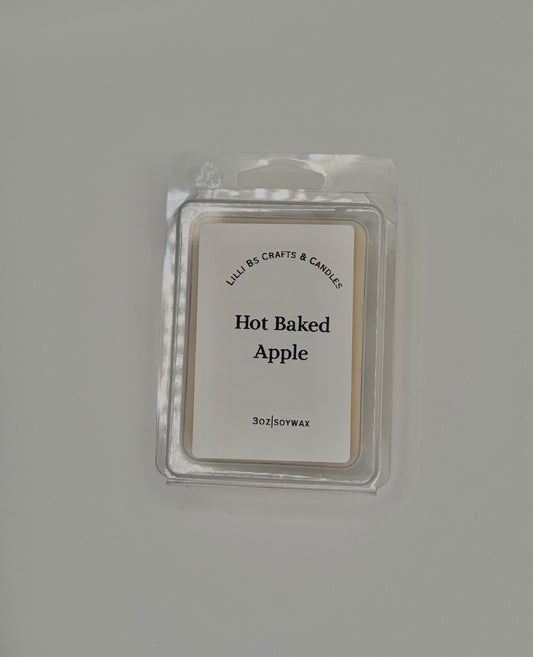 LILLI BS CRAFTS & CANDLES
Hot Baked
Apple
3OZ|SOYWAX